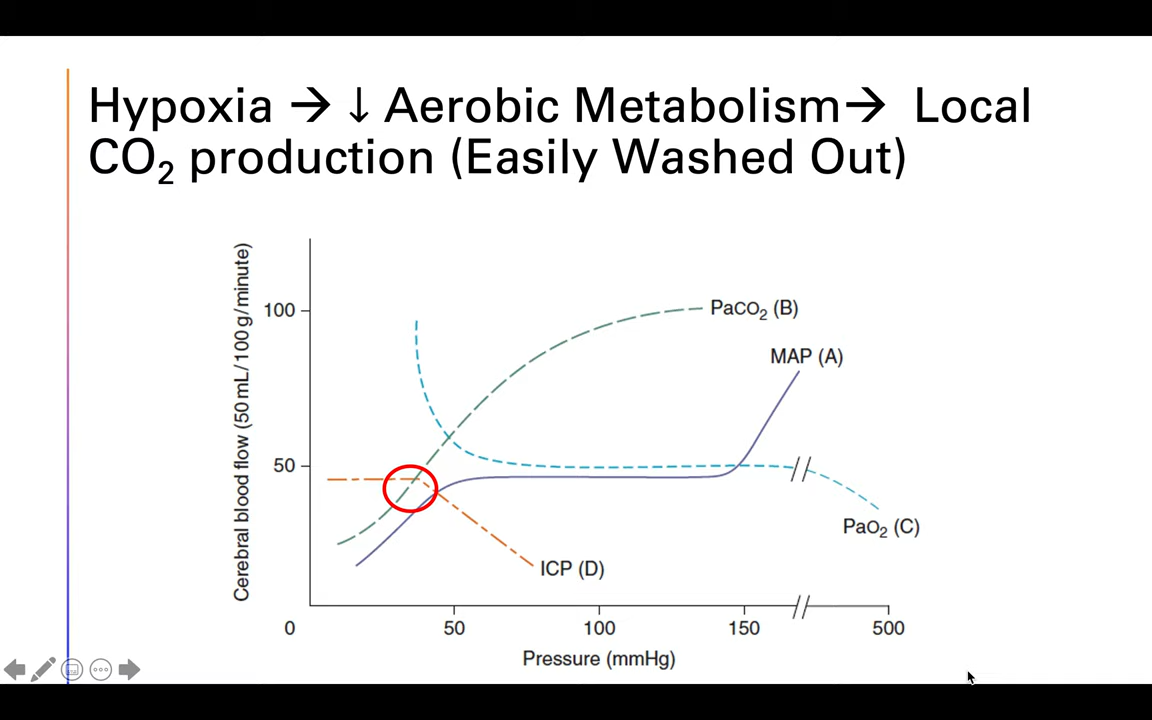 Hypoxia → ↓ Aerobic Metabolism→ Local
CO₂ production (Easily Washed Out)
Cerebral blood flow (50 mL/100 g/minute)
100
50
PaCO₂ (B)
MAP (A)
PaO₂ (C)
ICP (D)
0
50
100
150
500
Pressure (mmHg)